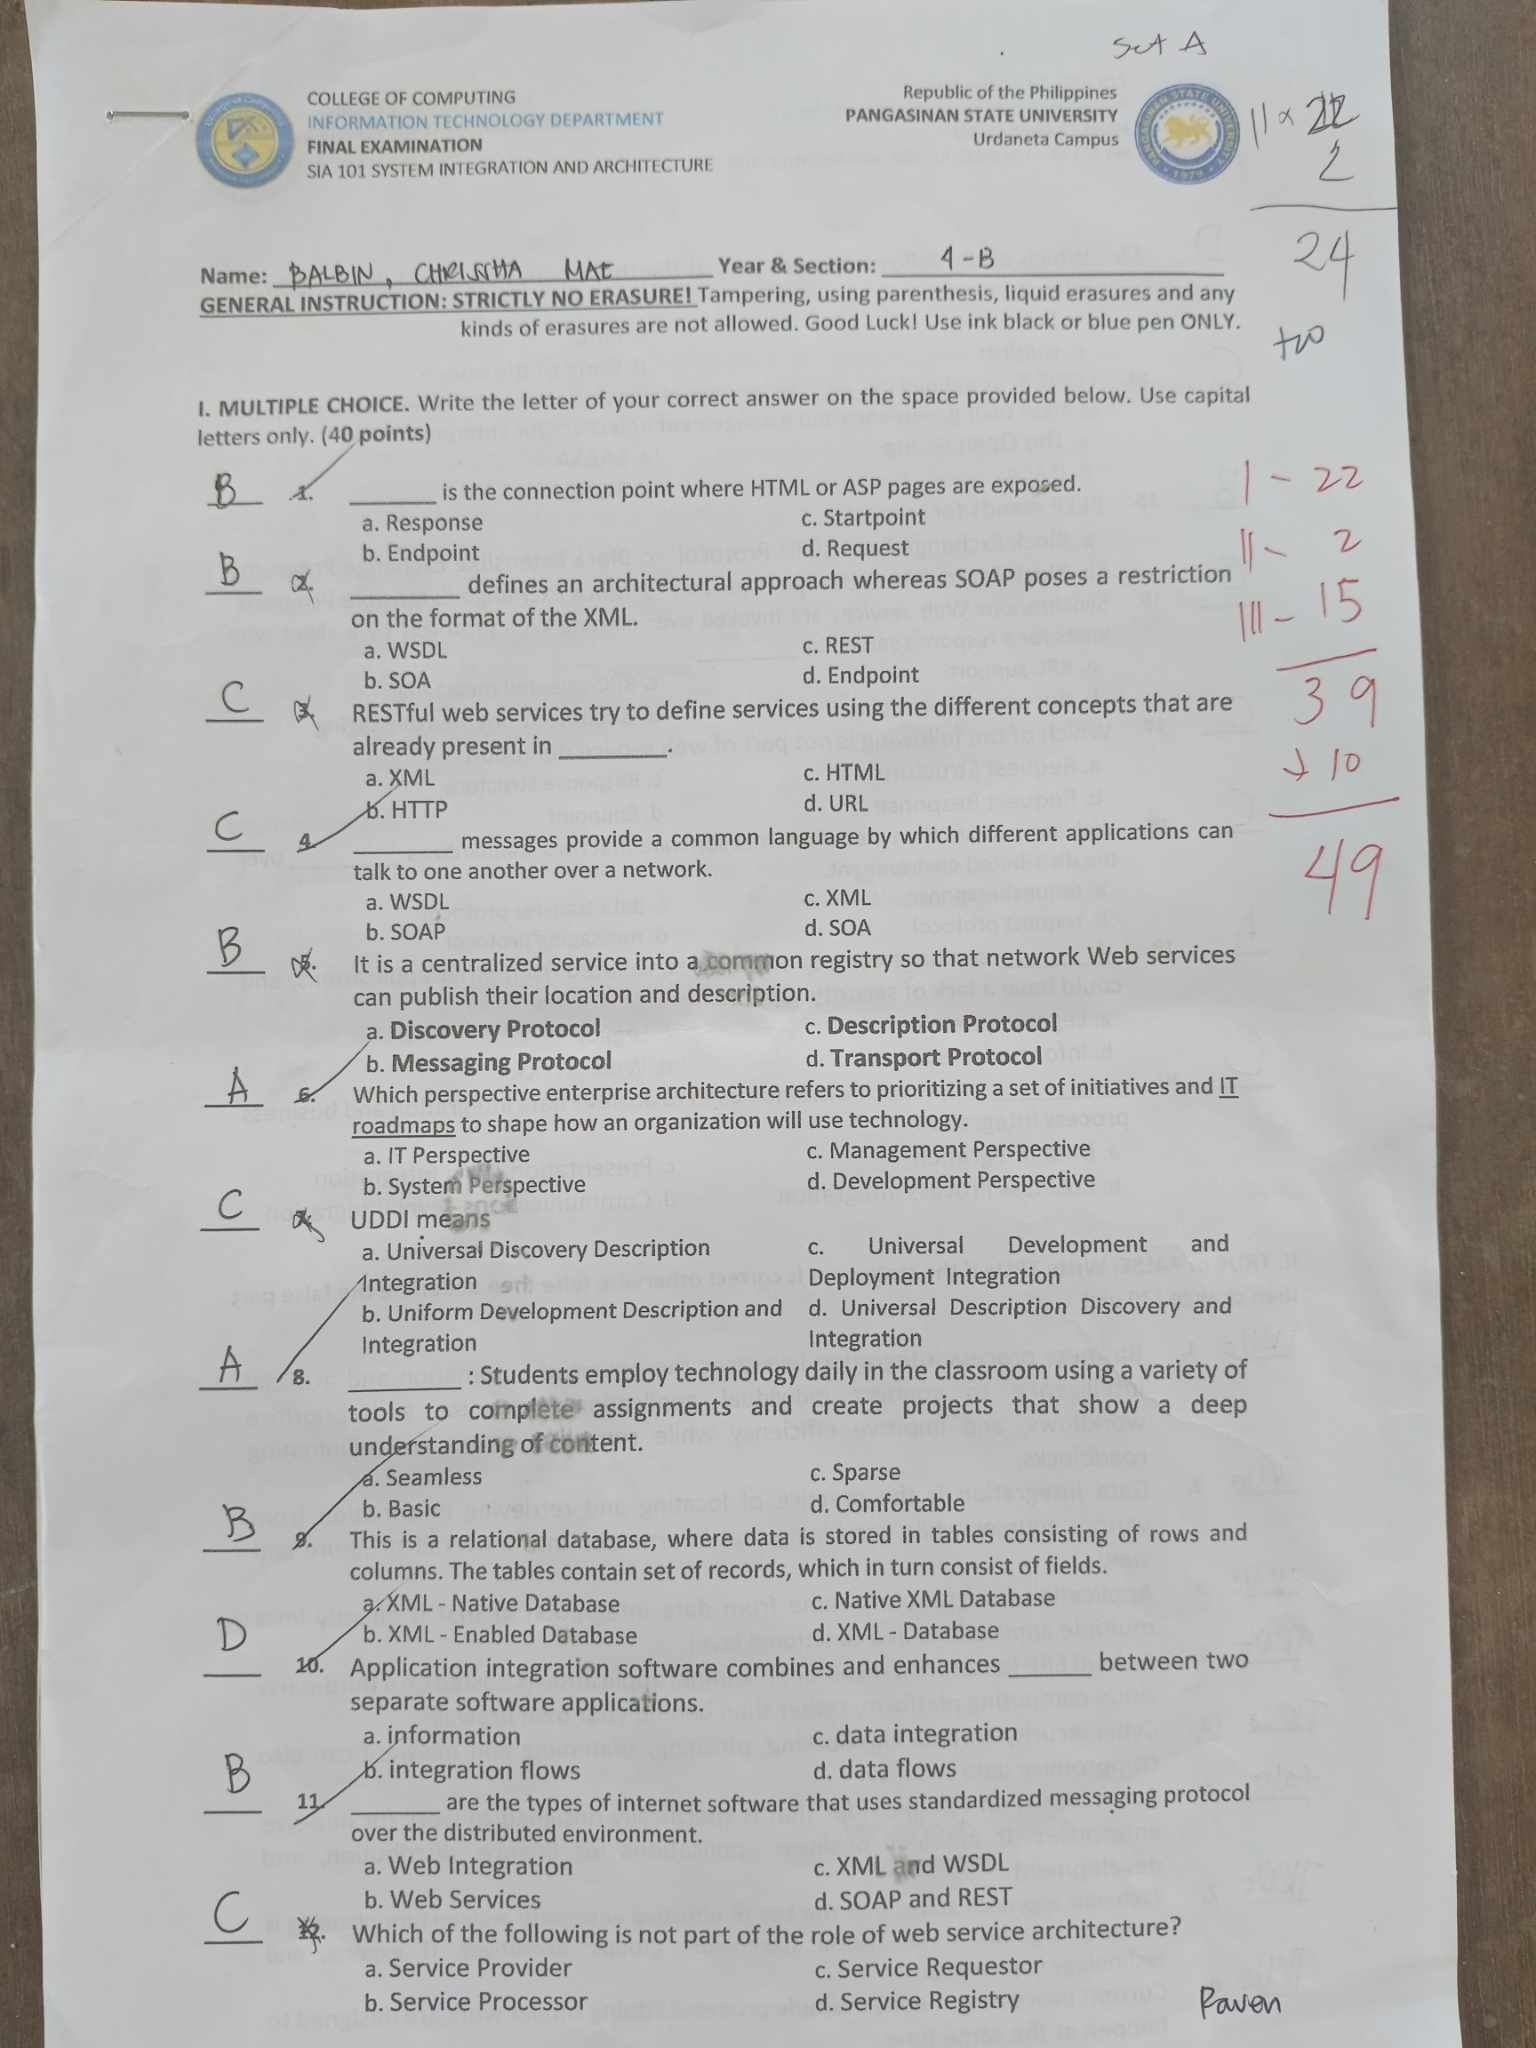 Set A
COLLEGE OF COMPUTING
INFORMATION TECHNOLOGY DEPARTMENT
FINAL EXAMINATION
SIA 101 SYSTEM INTEGRATION AND ARCHITECTURE
Republic of the Philippines
PANGASINAN STATE UNIVERSITY
Urdaneta Campus
2
24
two
Name: BALBIN, CHRISCHA MAE Year & Section: 4-B
GENERAL INSTRUCTION: STRICTLY NO ERASURE! Tampering, using parenthesis, liquid erasures and any
kinds of erasures are not allowed. Good Luck! Use ink black or blue pen ONLY.
I. MULTIPLE CHOICE. Write the letter of your correct answer on the space provided below. Use capital
letters only. (40 points)
I - 22
II - 2
III - 15
39
+ 10
49
B 1. ________ is the connection point where HTML or ASP pages are exposed.
a. Response c. Startpoint
b. Endpoint d. Request
B 2. ________ defines an architectural approach whereas SOAP poses a restriction
on the format of the XML.
a. WSDL c. REST
b. SOA d. Endpoint
C 3. RESTful web services try to define services using the different concepts that are
already present in ________.
a. XML c. HTML
b. HTTP d. URL
C 4. ________ messages provide a common language by which different applications can
talk to one another over a network.
a. WSDL c. XML
b. SOAP d. SOA
B 5. It is a centralized service into a common registry so that network Web services
can publish their location and description.
a. Discovery Protocol c. Description Protocol
b. Messaging Protocol d. Transport Protocol
A 6. Which perspective enterprise architecture refers to prioritizing a set of initiatives and IT
roadmaps to shape how an organization will use technology.
a. IT Perspective c. Management Perspective
b. System Perspective d. Development Perspective
C 7. UDDI means
a. Universal Discovery Description c. Universal Development and
Integration Deployment Integration
b. Uniform Development Description and d. Universal Description Discovery and
Integration Integration
A 8. ________ : Students employ technology daily in the classroom using a variety of
tools to complete assignments and create projects that show a deep
understanding of content.
a. Seamless c. Sparse
b. Basic d. Comfortable
B 9. This is a relational database, where data is stored in tables consisting of rows and
columns. The tables contain set of records, which in turn consist of fields.
a. XML - Native Database c. Native XML Database
b. XML - Enabled Database d. XML - Database
D 10. Application integration software combines and enhances ______ between two
separate software applications.
a. information c. data integration
b. integration flows d. data flows
B 11. ________ are the types of internet software that uses standardized messaging protocol
over the distributed environment.
a. Web Integration c. XML and WSDL
b. Web Services d. SOAP and REST
C 12. Which of the following is not part of the role of web service architecture?
a. Service Provider c. Service Requestor
b. Service Processor d. Service Registry
Raven